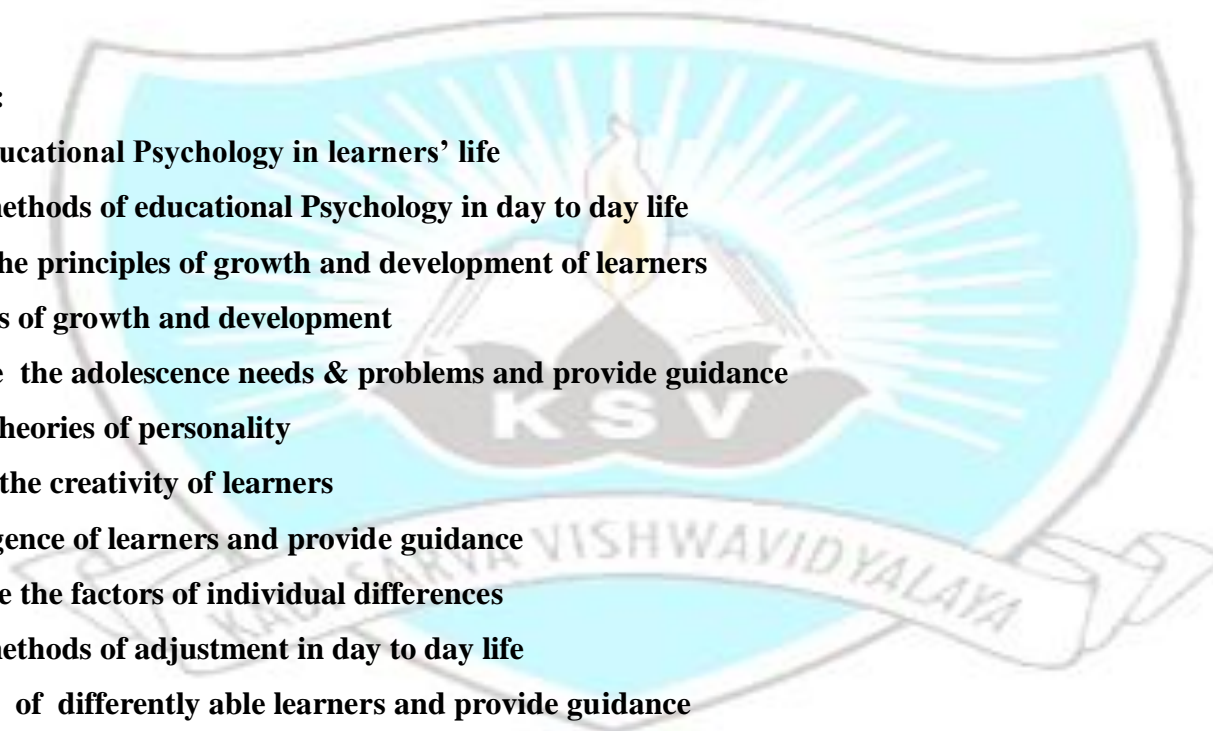 :
ucational Psychology in learners’ life
nethods of educational Psychology in day to day life
he principles of growth and development of learners
s of growth and development
e the adolescence needs & problems and provide guidance
heories of personality
KSV
the creativity of learners
gence of learners and provide guidance
VISHWAVIDYALAYA
e the factors of individual differences
nethods of adjustment in day to day life
of differently able learners and provide guidance